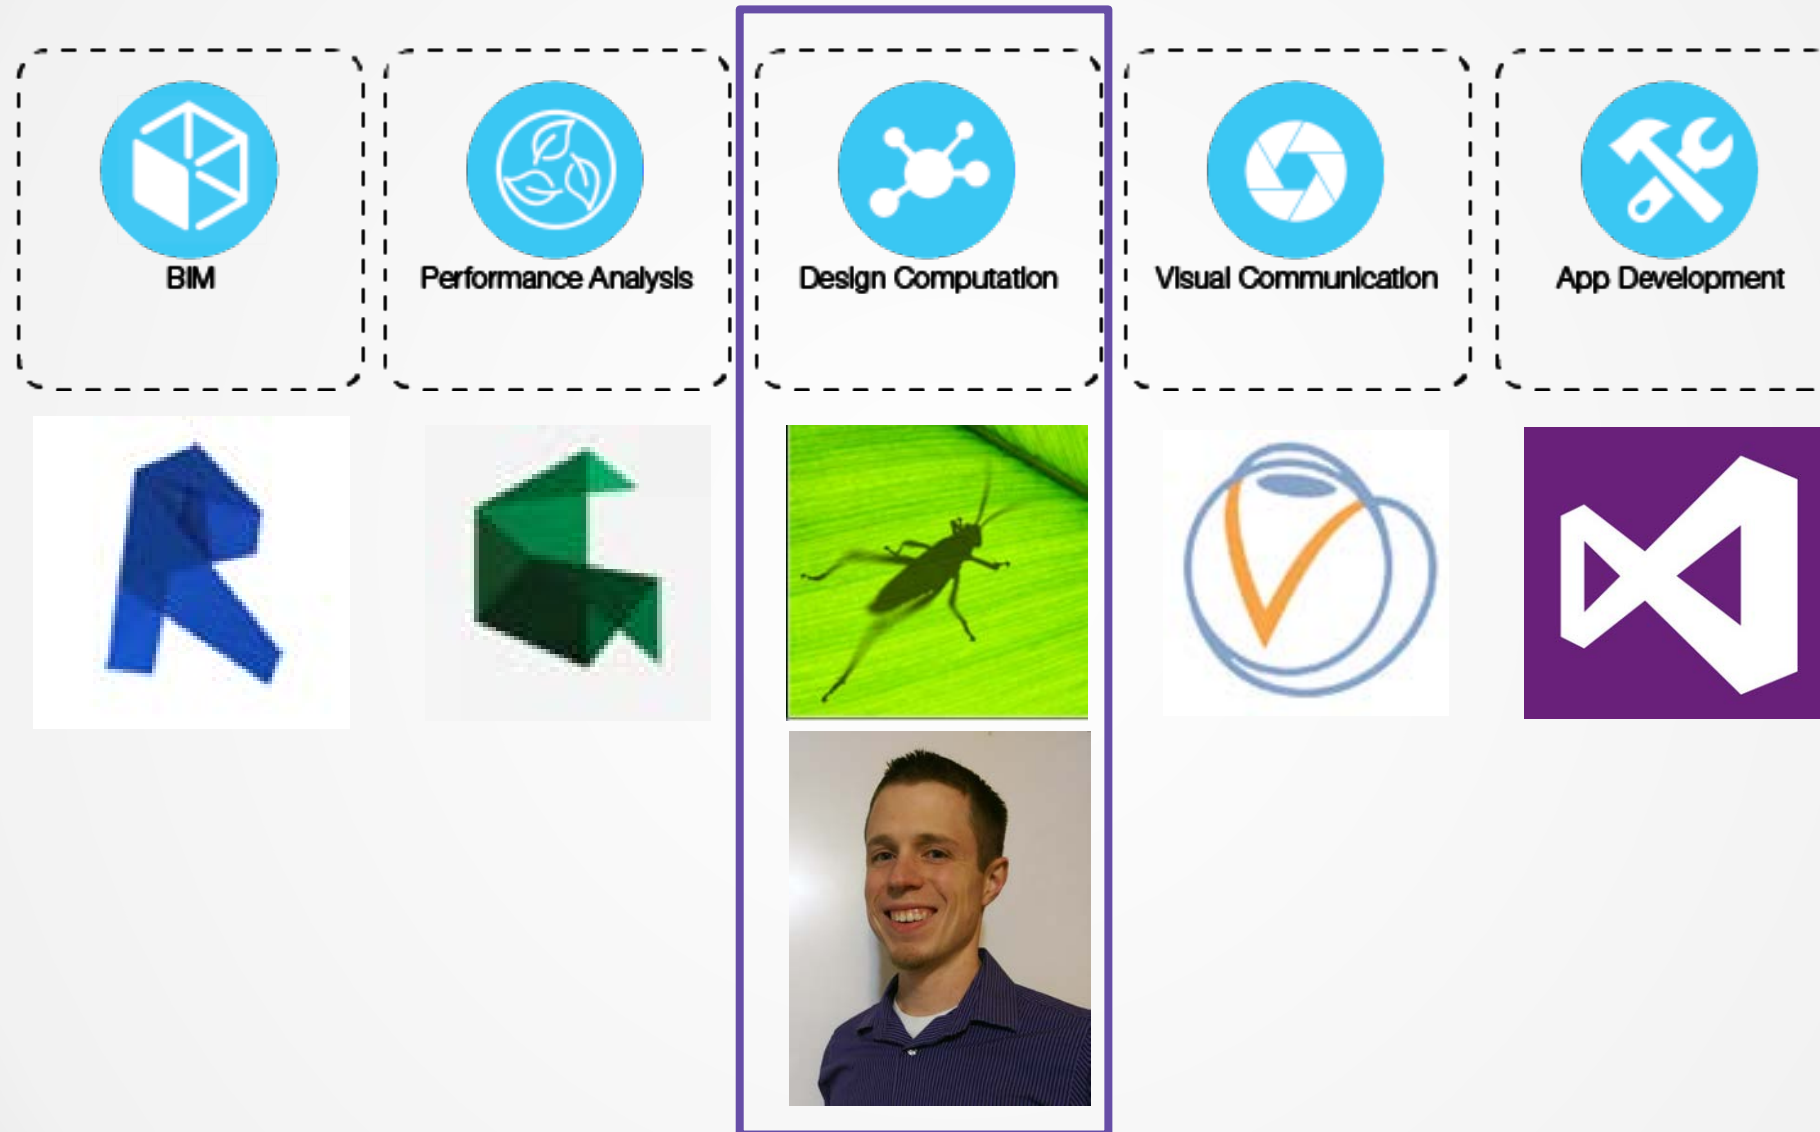 BIM
Performance Analysis
Design Computation
Visual Communication
App Development